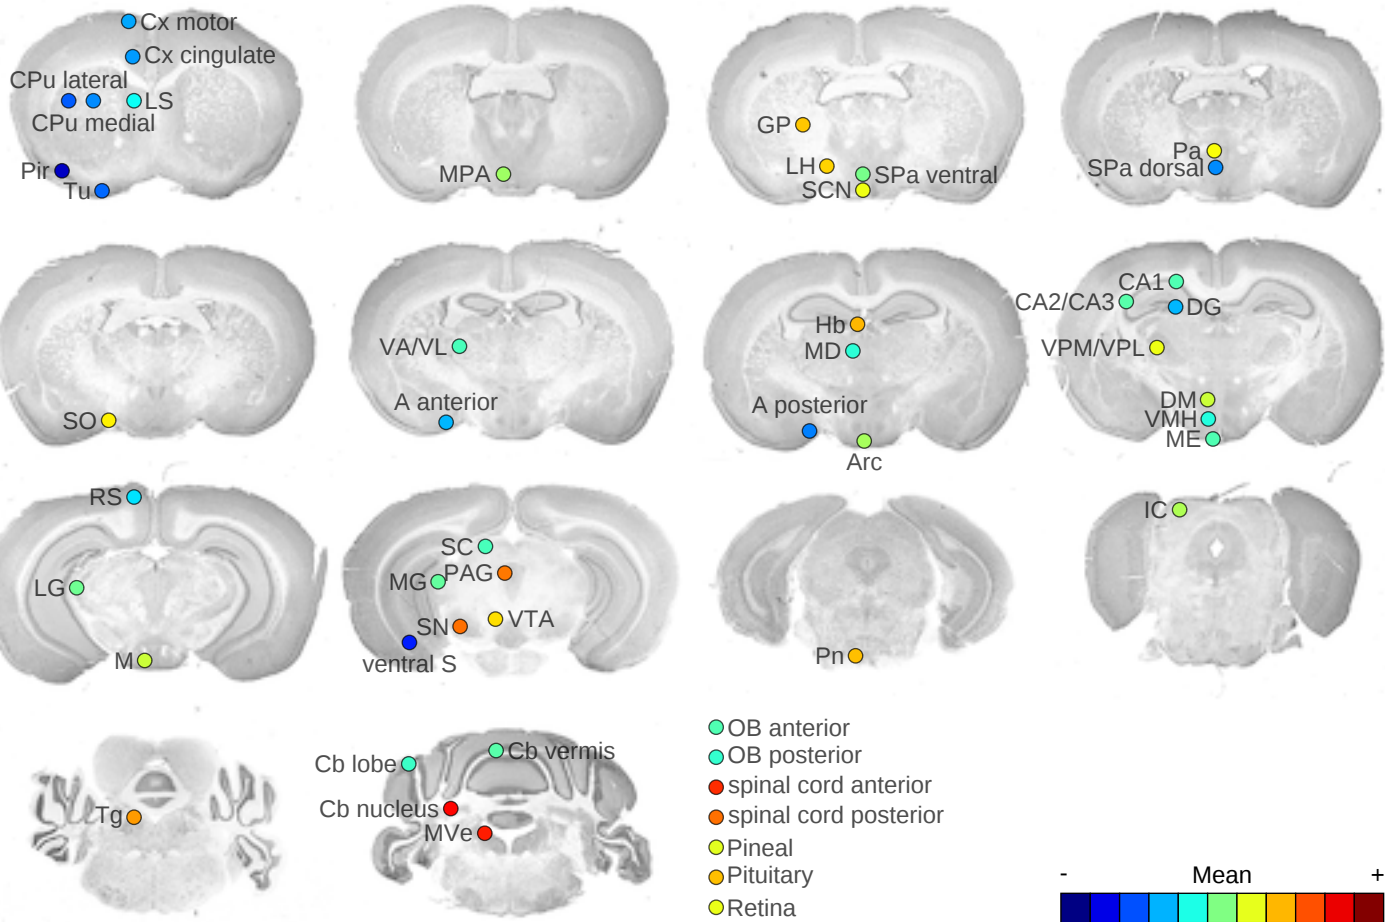 Cx motor
Cx cingulate
CPu lateral
LS
CPu medial
Pir
Tu
MPA
GP
LH
SPa ventral
SCN
Pa
SPa dorsal
SO
VA/VL
A anterior
Hb
MD
A posterior
Arc
CA1
CA2/CA3
DG
VPM/VPL
DM
VMH
ME
RS
LG
M
SC
MG
PAG
SN
VTA
ventral S
Pn
IC
Tg
Cb lobe
Cb vermis
Cb nucleus
MVe
OB anterior
OB posterior
spinal cord anterior
spinal cord posterior
Pineal
Pituitary
Retina
- Mean +